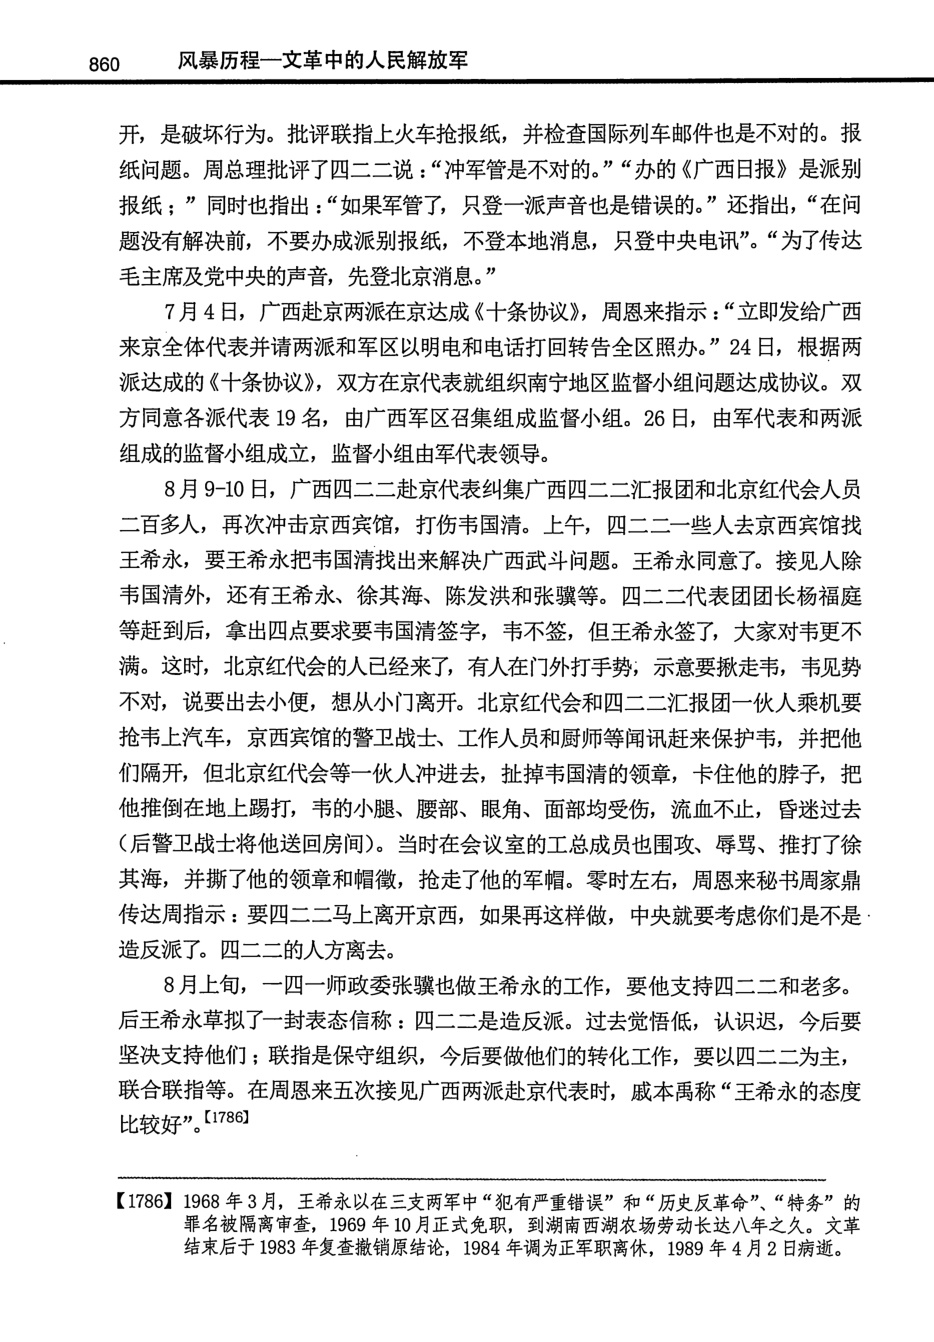 860 风暴历程—文革中的人民解放军
开，是破坏行为。批评联指上火车抢报纸，并检查国际列车邮件也是不对的。报
纸问题。周总理批评了四二二说：“冲军管是不对的。”“办的《广西日报》是派别
报纸；”同时也指出：“如果军管了，只登一派声音也是错误的。”还指出，“在问
题没有解决前，不要办成派别报纸，不登本地消息，只登中央电讯”。“为了传达
毛主席及党中央的声音，先登北京消息。”
7月4日，广西赴京两派在京达成《十条协议》，周恩来指示：“立即发给广西
来京全体代表并请两派和军区以明电和电话打回转告全区照办。”24日，根据两
派达成的《十条协议》，双方在京代表就组织南宁地区监督小组问题达成协议。双
方同意各派代表19名，由广西军区召集组成监督小组。26日，由军代表和两派
组成的监督小组成立，监督小组由军代表领导。
8月9-10日，广西四二二赴京代表纠集广西四二二汇报团和北京红代会人员
二百多人，再次冲击京西宾馆，打伤韦国清。上午，四二二一些人去京西宾馆找
王希永，要王希永把韦国清找出来解决广西武斗问题。王希永同意了。接见人除
韦国清外，还有王希永、徐其海、陈发洪和张骥等。四二二代表团团长杨福庭
等赶到后，拿出四点要求要韦国清签字，韦不签，但王希永签了，大家对韦更不
满。这时，北京红代会的人已经来了，有人在门外打手势，示意要揪走韦，韦见势
不对，说要出去小便，想从小门离开。北京红代会和四二二汇报团一伙人乘机要
抢韦上汽车，京西宾馆的警卫战士、工作人员和厨师等闻讯赶来保护韦，并把他
们隔开，但北京红代会等一伙人冲进去，扯掉韦国清的领章，卡住他的脖子，把
他推倒在地上踢打，韦的小腿、腰部、眼角、面部均受伤，流血不止，昏迷过去
（后警卫战士将他送回房间）。当时在会议室的工总成员也围攻、辱骂、推打了徐
其海，并撕了他的领章和帽徽，抢走了他的军帽。零时左右，周恩来秘书周家鼎
传达周指示：要四二二马上离开京西，如果再这样做，中央就要考虑你们是不是
造反派了。四二二的人方离去。
8月上旬，一四一师政委张骥也做王希永的工作，要他支持四二二和老多。
后王希永草拟了一封表态信称：四二二是造反派。过去觉悟低，认识迟，今后要
坚决支持他们；联指是保守组织，今后要做他们的转化工作，要以四二二为主，
联合联指等。在周恩来五次接见广西两派赴京代表时，戚本禹称“王希永的态度
比较好”。【1786】
【1786】1968年3月，王希永以在三支两军中“犯有严重错误”和“历史反革命”、“特务”的
罪名被隔离审查，1969年10月正式免职，到湖南西湖农场劳动长达八年之久。文革
结束后于1983年复查撤销原结论，1984年调为正军职离休，1989年4月2日病逝。